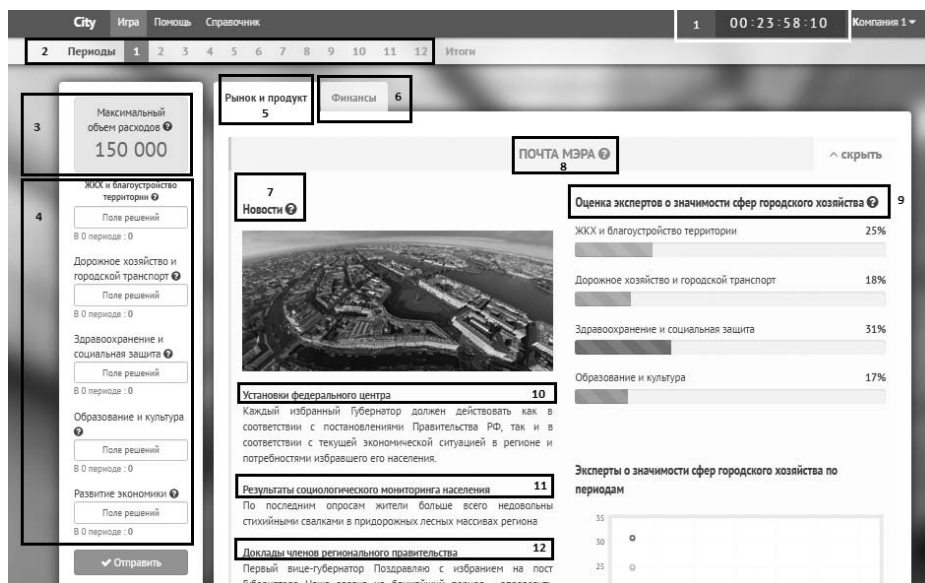 City Игра Помощь Справочник
1 00:23:58:10 Компания 1
2 Периоды 1 2 3 4 5 6 7 8 9 10 11 12 Итоги
3
Максимальный
объем расходов
150 000
4
ЖКХ и благоустройство
территории
Поле решений
В 0 периоде : 0
Дорожное хозяйство и
городской транспорт
Поле решений
В 0 периоде : 0
Здравоохранение и
социальная зашита
Поле решений
В 0 периоде : 0
Образование и культура
Поле решений
В 0 периоде : 0
Развитие экономики
Поле решений
В 0 периоде : 0
Отправить
Рынок и продукт
5
Финансы 6
ПОЧТА МЭРА
8
скрыть
7
Новости
Установки федерального центра 10
Каждый избранный Губернатор должен действовать как в
соответствии с постановлениями Правительства РФ, так и в
соответствии с текущей экономической ситуацией в регионе и
потребностями избравшего его населения.
Результаты социологического мониторинга населения 11
По последним опросам жители больше всего недовольны
стихийными свалками в придорожных лесных массивах региона
Доклады членов регионального правительства 12
Первый вице-губернатор Поздравляю с избранием на пост
Оценка экспертов о значимости сфер городского хозяйства 9
ЖКХ и благоустройство территории 25%
Дорожное хозяйство и городской транспорт 18%
Здравоохранение и социальная защита 31%
Образование и культура 17%
Эксперты о значимости сфер городского хозяйства по
периодам
35
30
25